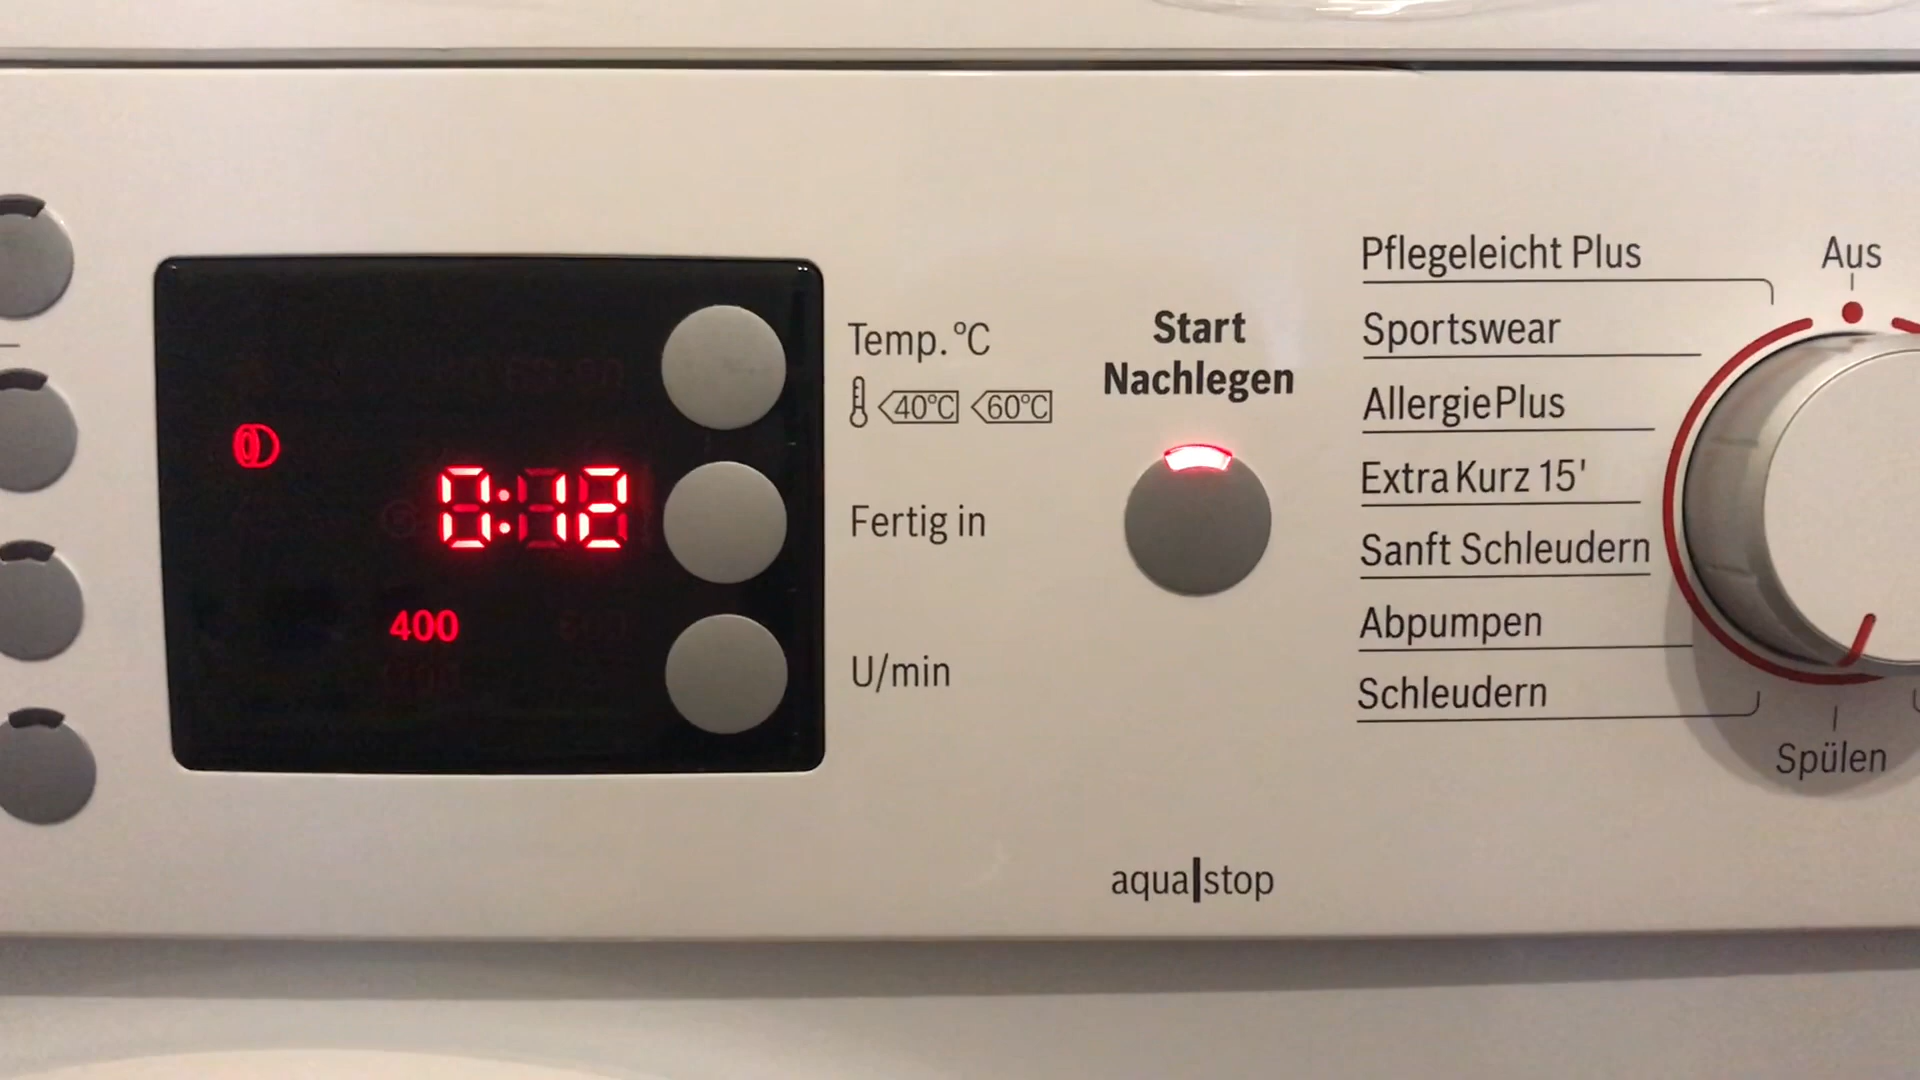 Temp. °C
40°C 60°C
0:12
Fertig in
400
U/min
Start
Nachlegen
aqua|stop
Pflegeleicht Plus
Sportswear
AllergiePlus
Extra Kurz 15'
Sanft Schleudern
Abpumpen
Schleudern
Aus
Spülen